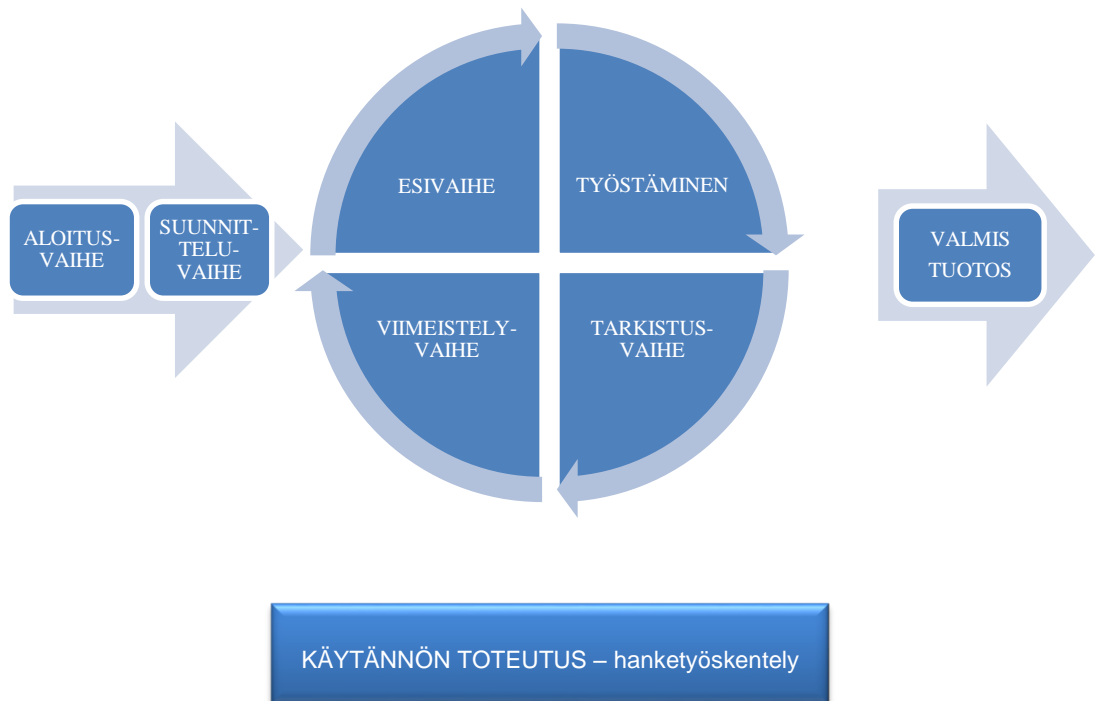 ALOITUS-
VAIHE
SUUNNIT-
TELU-
VAIHE
ESIVAIHE
TYÖSTÄMINEN
VIIMEISTELY-
VAIHE
TARKISTUS-
VAIHE
VALMIS
TUOTOS
KÄYTÄNNÖN TOTEUTUS – hanketyöskentely